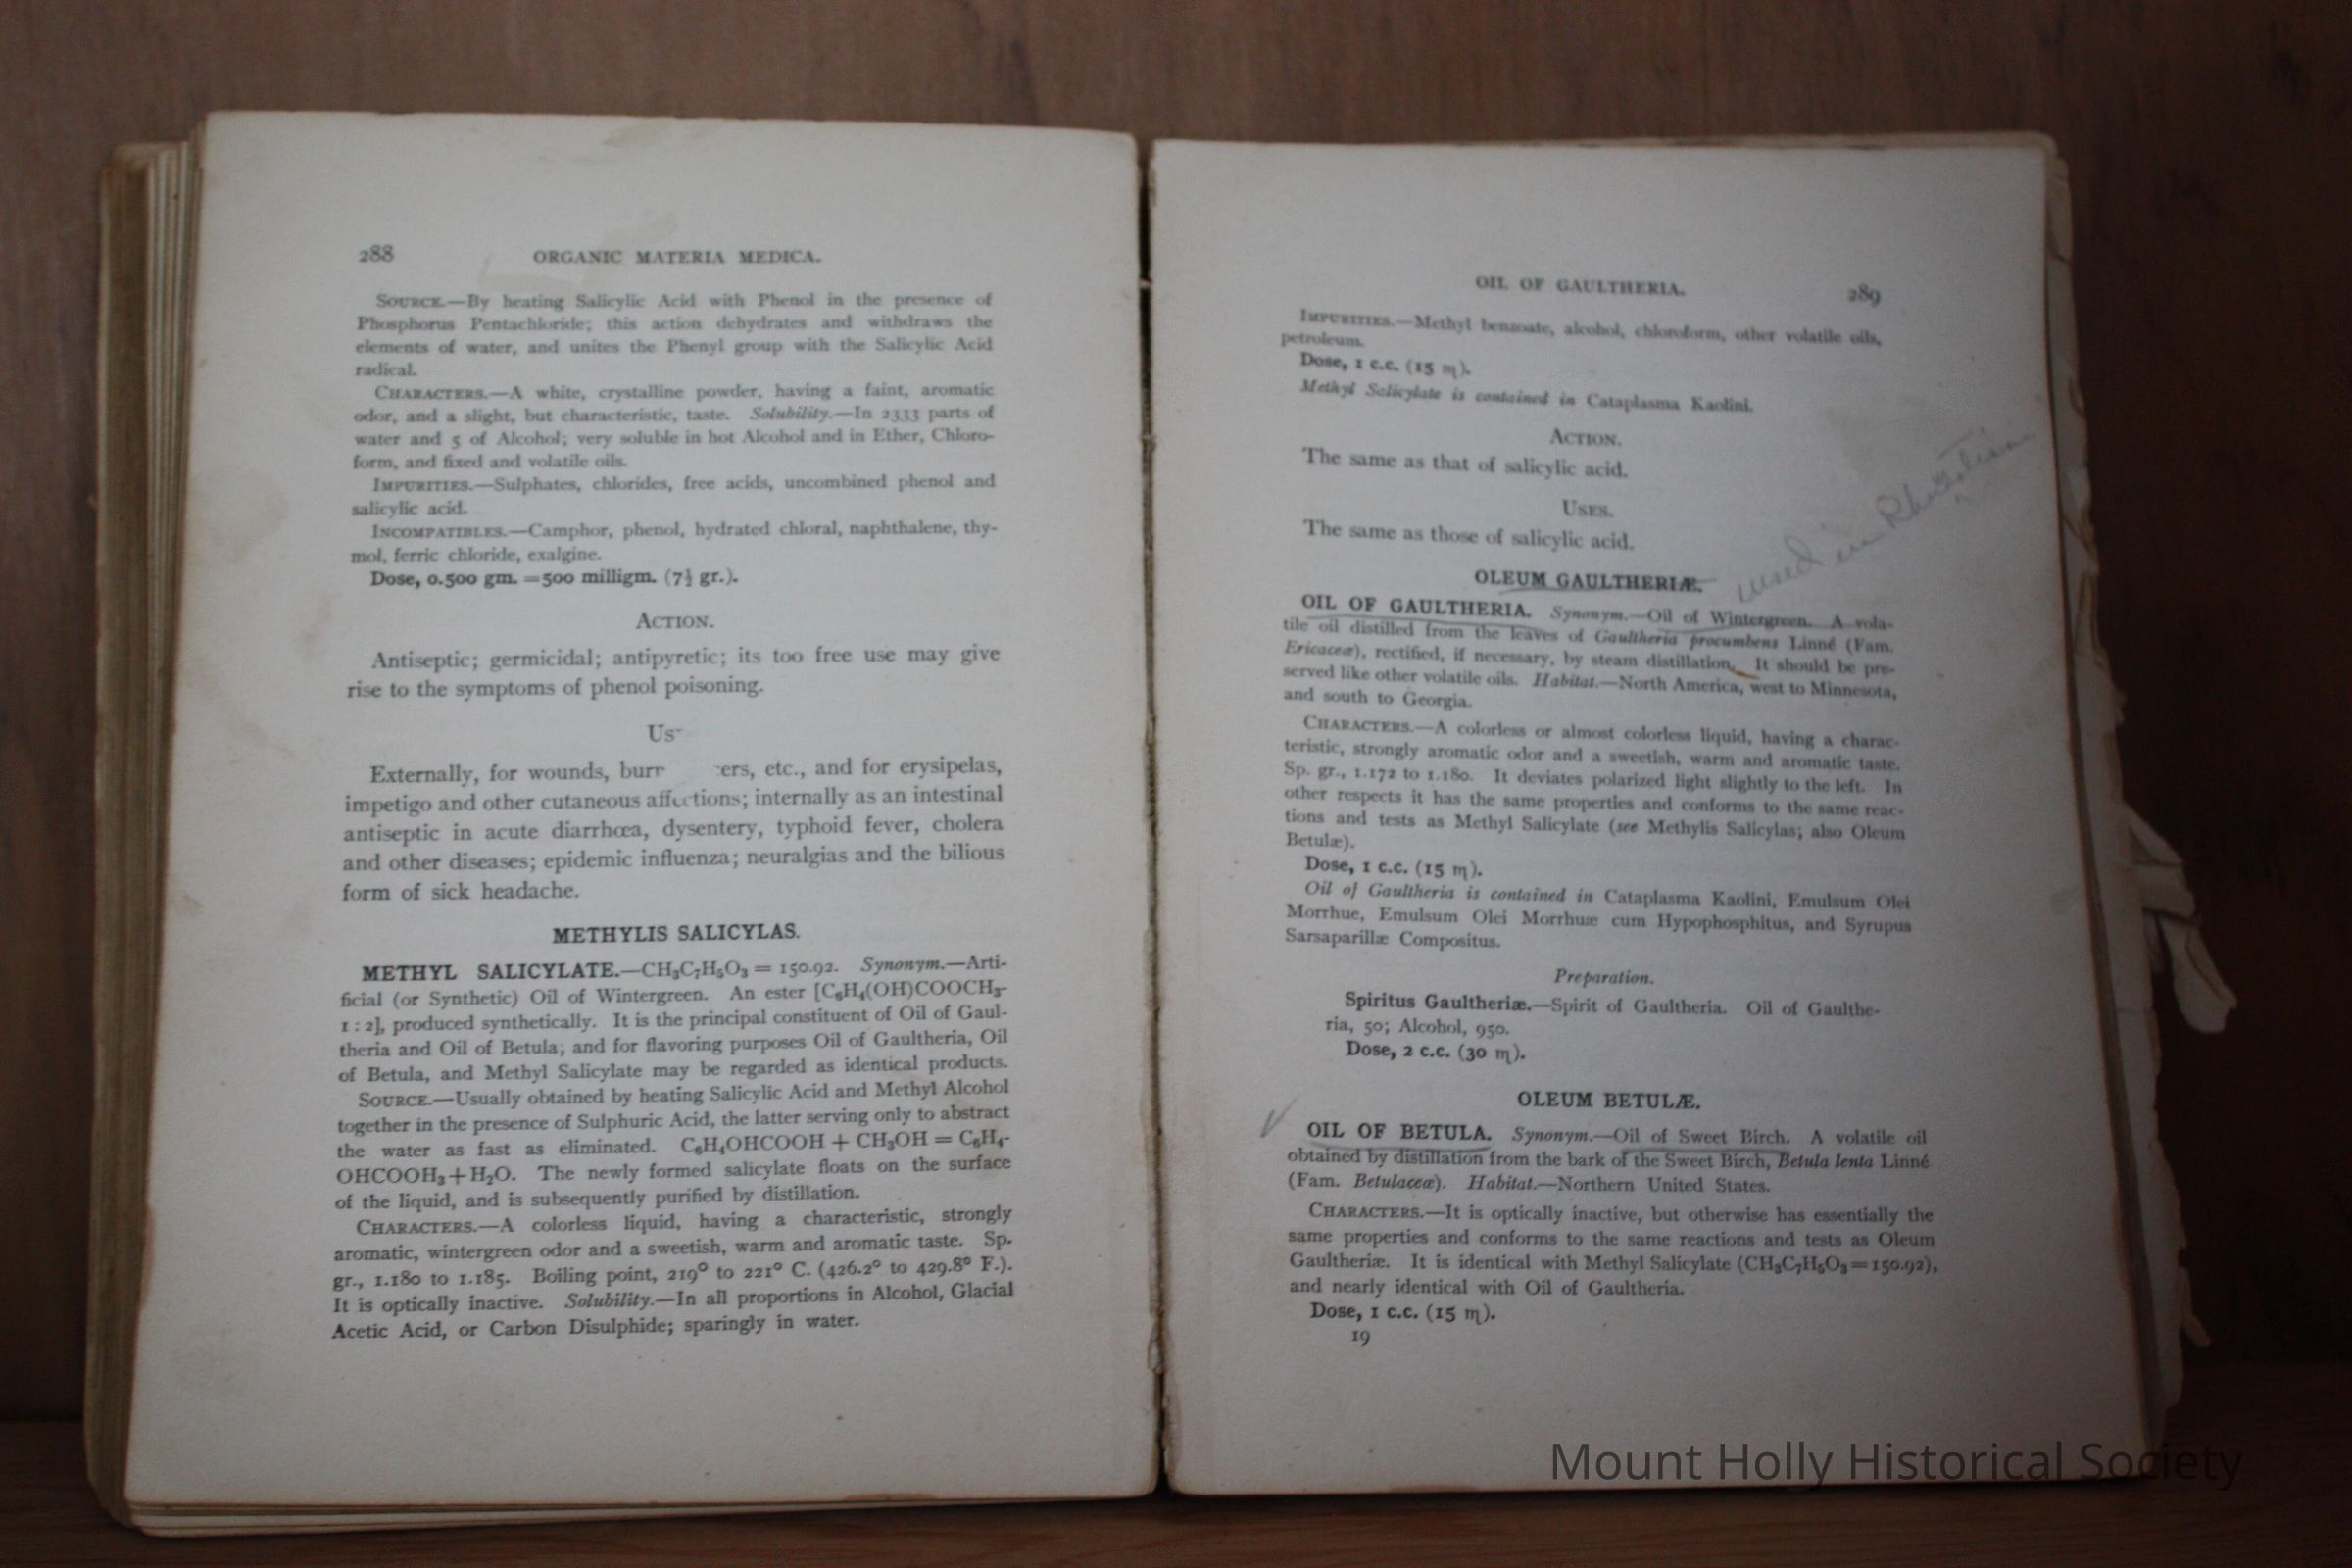 288 ORGANIC MATERIA MEDICA.
SOURCE.—By heating Salicylic Acid with Phenol in the presence of
Phosphorus Pentachloride; this action dehydrates and withdraws the
elements of water, and unites the Phenyl group with the Salicylic Acid
radical.
CHARACTERS.—A white, crystalline powder, having a faint, aromatic
odor, and a slight, but characteristic, taste. Solubility.—In 2333 parts of
water and 5 of Alcohol; very soluble in hot Alcohol and in Ether, Chloro-
form, and fixed and volatile oils.
IMPURITIES.—Sulphates, chlorides, free acids, uncombined phenol and
salicylic acid.
INCOMPATIBLES.—Camphor, phenol, hydrated chloral, naphthalene, thy-
mol, ferric chloride, exalgine.
Dose, 0.500 gm. =500 milligm. (7½ gr.).
ACTION.
Antiseptic; germicidal; antipyretic; its too free use may give
rise to the symptoms of phenol poisoning.
Us
Externally, for wounds, etc., and for erysipelas,
impetigo and other cutaneous affections; internally as an intestinal
antiseptic in acute diarrhœa, dysentery, typhoid fever, cholera
and other diseases; epidemic influenza; neuralgias and the bilious
form of sick headache.
METHYLIS SALICYLAS.
METHYL SALICYLATE.—CH₃C₇H₅O₃ = 150.92. Synonym.—Arti-
ficial (or Synthetic) Oil of Wintergreen. An ester [C₆H₄(OH)COOCH₃-
1 : 2], produced synthetically. It is the principal constituent of Oil of Gaul-
theria and Oil of Betula; and for flavoring purposes Oil of Gaultheria, Oil
of Betula, and Methyl Salicylate may be regarded as identical products.
SOURCE.—Usually obtained by heating Salicylic Acid and Methyl Alcohol
together in the presence of Sulphuric Acid, the latter serving only to abstract
the water as fast as eliminated. C₆H₄OHCOOH + CH₃OH = C₆H₄-
OHCOOH₃+H₂O. The newly formed salicylate floats on the surface
of the liquid, and is subsequently purified by distillation.
CHARACTERS.—A colorless liquid, having a characteristic, strongly
aromatic, wintergreen odor and a sweetish, warm and aromatic taste. Sp.
gr., 1.180 to 1.185. Boiling point, 219° to 221° C. (426.2° to 429.8° F.).
It is optically inactive. Solubility.—In all proportions in Alcohol, Glacial
Acetic Acid, or Carbon Disulphide; sparingly in water.
OIL OF GAULTHERIA. 289
IMPURITIES.—Methyl benzoate, alcohol, chloroform, other volatile oils,
petroleum.
Dose, 1 c.c. (15 ♏).
Methyl Salicylate is contained in Cataplasma Kaolini.
ACTION.
The same as that of salicylic acid.
USES.
The same as those of salicylic acid.
used in
OLEUM GAULTHERIÆ.
OIL OF GAULTHERIA. Synonym.—Oil of Wintergreen. A vola-
tile oil distilled from the leaves of Gaultheria procumbens Linné (Fam.
Ericaceæ), rectified, if necessary, by steam distillation. It should be pre-
served like other volatile oils. Habitat.—North America, west to Minnesota,
and south to Georgia.
CHARACTERS.—A colorless or almost colorless liquid, having a charac-
teristic, strongly aromatic odor and a sweetish, warm and aromatic taste.
Sp. gr., 1.172 to 1.180. It deviates polarized light slightly to the left. In
other respects it has the same properties and conforms to the same reac-
tions and tests as Methyl Salicylate (see Methylis Salicylas; also Oleum
Betulæ).
Dose, 1 c.c. (15 ♏).
Oil of Gaultheria is contained in Cataplasma Kaolini, Emulsum Olei
Morrhue, Emulsum Olei Morrhuæ cum Hypophosphitus, and Syrupus
Sarsaparillæ Compositus.
Preparation.
Spiritus Gaultheriæ.—Spirit of Gaultheria. Oil of Gaulthe-
ria, 50; Alcohol, 950.
Dose, 2 c.c. (30 ♏).
OLEUM BETULÆ.
OIL OF BETULA. Synonym.—Oil of Sweet Birch. A volatile oil
obtained by distillation from the bark of the Sweet Birch, Betula lenta Linné
(Fam. Betulaceæ). Habitat.—Northern United States.
CHARACTERS.—It is optically inactive, but otherwise has essentially the
same properties and conforms to the same reactions and tests as Oleum
Gaultheriæ. It is identical with Methyl Salicylate (CH₃C₇H₅O₃=150.92),
and nearly identical with Oil of Gaultheria.
Dose, 1 c.c. (15 ♏).
19
Mount Holly Historical Society